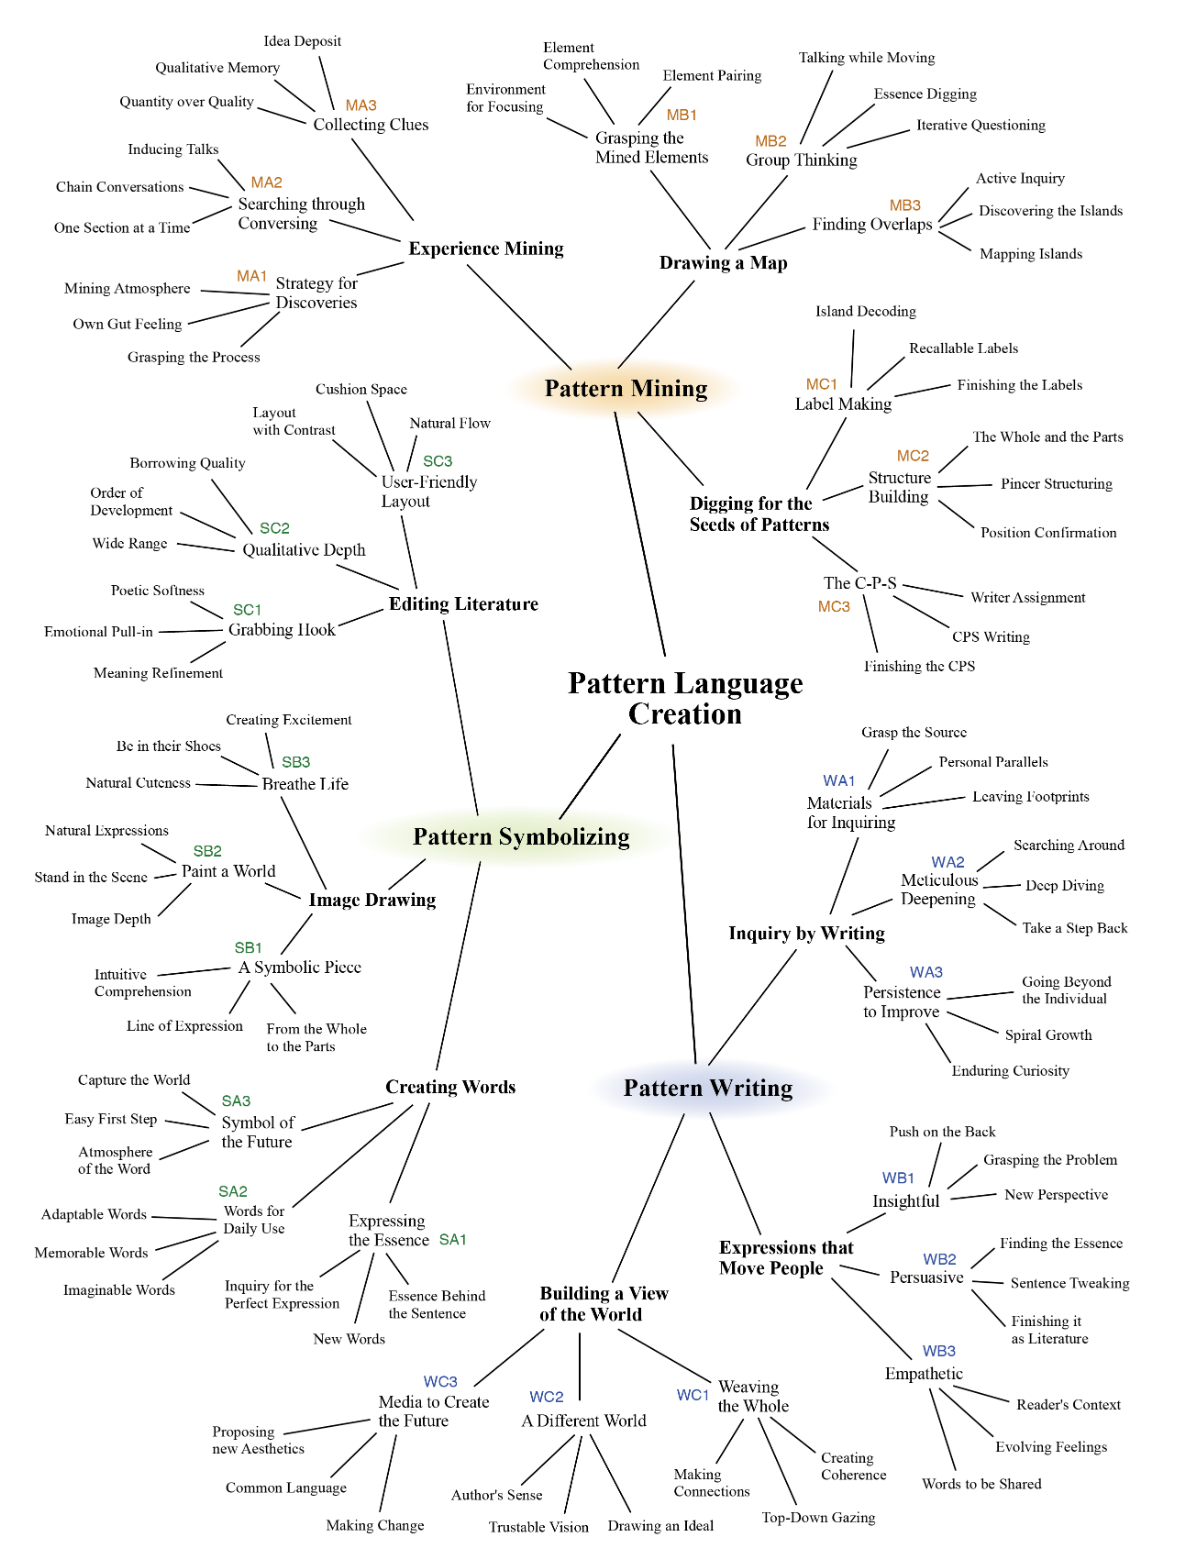 Idea Deposit
Qualitative Memory
Quantity over Quality
MA3
Collecting Clues
Inducing Talks
Chain Conversations
One Section at a Time
MA2
Searching through
Conversing
Experience Mining
MA1
Strategy for
Discoveries
Mining Atmosphere
Own Gut Feeling
Grasping the Process
Element
Comprehension
Environment
for Focusing
Element Pairing
MB1
Grasping the
Mined Elements
Talking while Moving
Essence Digging
Iterative Questioning
MB2
Group Thinking
Active Inquiry
Discovering the Islands
Mapping Islands
MB3
Finding Overlaps
Drawing a Map
Pattern Mining
Island Decoding
Recallable Labels
Finishing the Labels
MC1
Label Making
The Whole and the Parts
Pincer Structuring
Position Confirmation
MC2
Structure
Building
Digging for the
Seeds of Patterns
The C-P-S
MC3
Writer Assignment
CPS Writing
Finishing the CPS
Cushion Space
Layout
with Contrast
Natural Flow
SC3
User-Friendly
Layout
Borrowing Quality
Order of
Development
Wide Range
SC2
Qualitative Depth
Editing Literature
Poetic Softness
Emotional Pull-in
Meaning Refinement
SC1
Grabbing Hook
Pattern Language
Creation
Creating Excitement
Be in their Shoes
Natural Cuteness
SB3
Breathe Life
Natural Expressions
Stand in the Scene
Image Depth
SB2
Paint a World
Pattern Symbolizing
Image Drawing
SB1
A Symbolic Piece
Intuitive
Comprehension
Line of Expression
From the Whole
to the Parts
Creating Words
Capture the World
Easy First Step
Atmosphere
of the Word
SA3
Symbol of
the Future
SA2
Words for
Daily Use
Adaptable Words
Memorable Words
Imaginable Words
Expressing
the Essence
SA1
Inquiry for the
Perfect Expression
Essence Behind
the Sentence
New Words
Grasp the Source
Personal Parallels
Leaving Footprints
WA1
Materials
for Inquiring
Searching Around
Deep Diving
Take a Step Back
WA2
Meticulous
Deepening
Inquiry by Writing
WA3
Persistence
to Improve
Going Beyond
the Individual
Spiral Growth
Enduring Curiosity
Pattern Writing
Push on the Back
Grasping the Problem
New Perspective
WB1
Insightful
Expressions that
Move People
Finding the Essence
WB2
Persuasive
Sentence Tweaking
Finishing it
as Literature
WB3
Empathetic
Reader's Context
Evolving Feelings
Words to be Shared
Building a View
of the World
WC3
Media to Create
the Future
Proposing
new Aesthetics
Common Language
Making Change
WC2
A Different World
Author's Sense
Trustable Vision
Drawing an Ideal
WC1
Weaving
the Whole
Making
Connections
Creating
Coherence
Top-Down Gazing